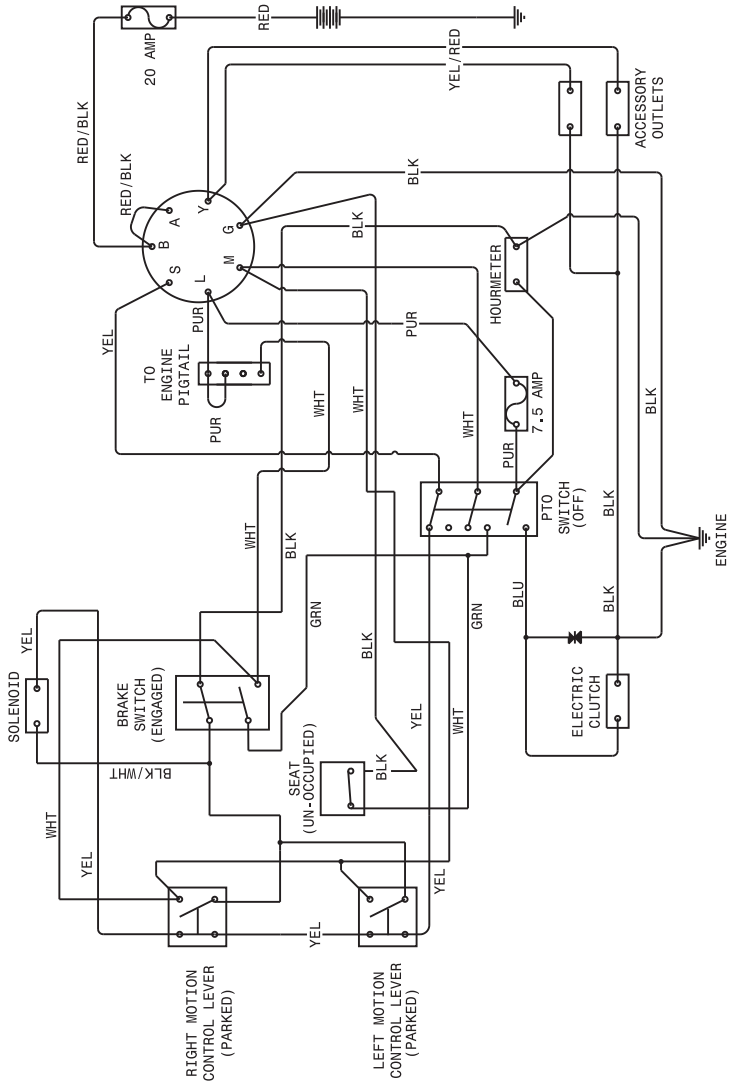 RED
20 AMP
YEL/RED
ACCESSORY
OUTLETS
RED/BLK
RED/BLK
BLK
A
Y
B
G
S
M
L
BLK
HOURMETER
YEL
PUR
PUR
TO
ENGINE
PIGTAIL
PUR
WHT
WHT
WHT
7.5 AMP
PUR
BLK
PTO
SWITCH
(OFF)
BLK
ENGINE
WHT
BLK
GRN
BLU
BLK
GRN
YEL
SOLENOID
BRAKE
SWITCH
(ENGAGED)
BLK
ELECTRIC
CLUTCH
YEL
WHT
BLK/WHT
SEAT
(UN-OCCUPIED)
BLK
WHT
YEL
YEL
YEL
RIGHT MOTION
CONTROL LEVER
(PARKED)
LEFT MOTION
CONTROL LEVER
(PARKED)